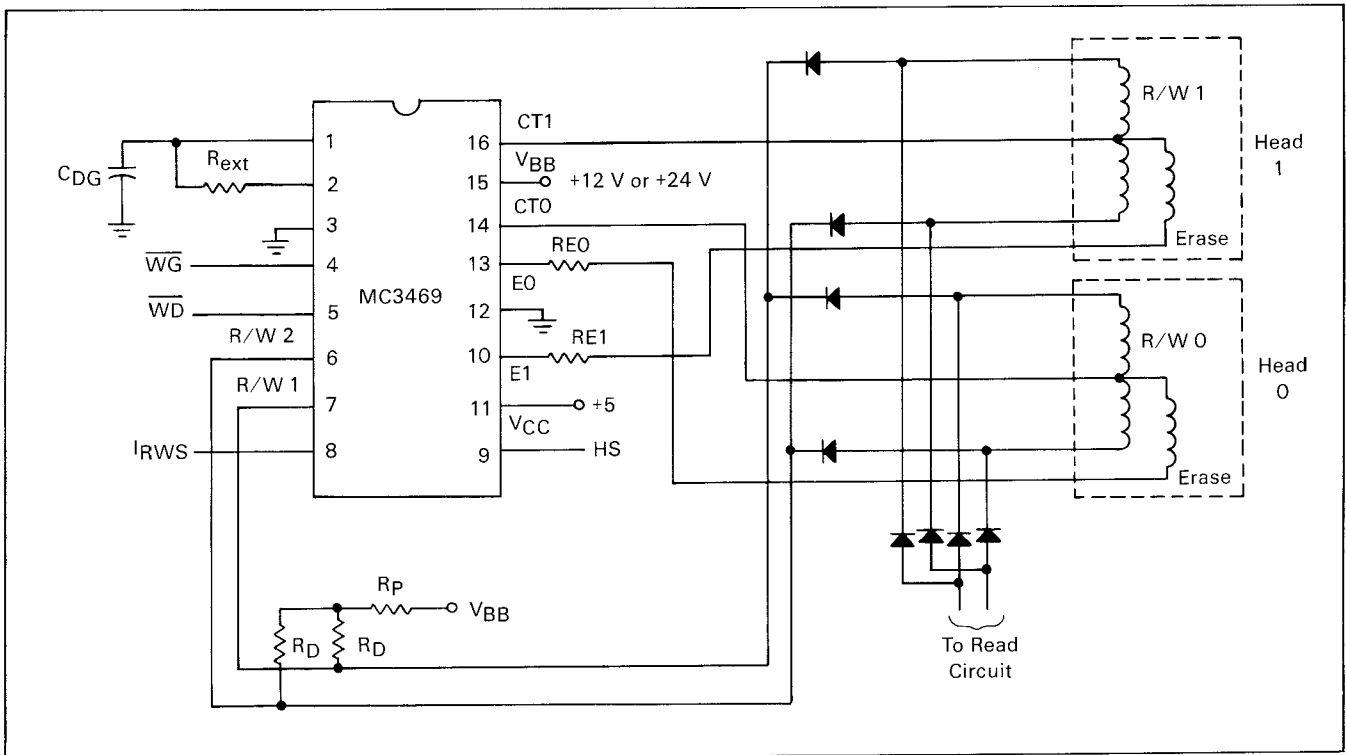 CDG
Rext
WG
WD
R/W 2
R/W 1
IRWS
1
2
3
4
5
6
7
8
MC3469
16
15
14
13
12
10
11
9
CT1
VBB
+12 V or +24 V
CT0
RE0
E0
RE1
E1
+5
VCC
HS
R/W 1
Head
1
Erase
R/W 0
Head
0
Erase
RP
VBB
RD
RD
To Read
Circuit